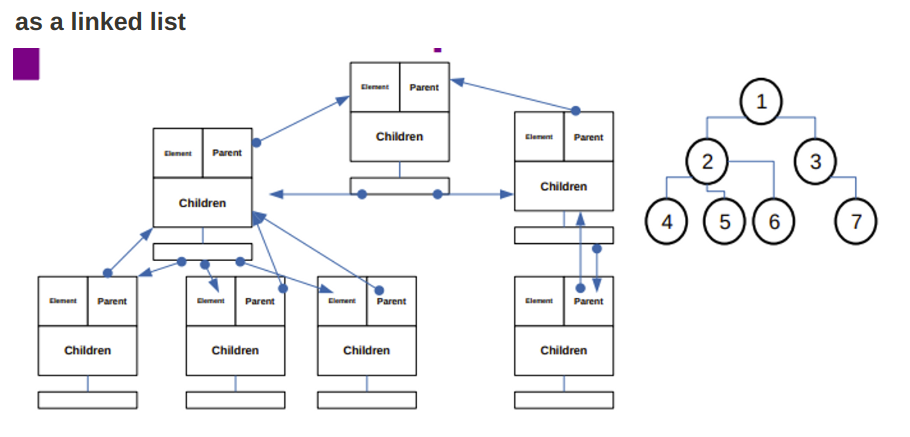 as a linked list
Element Parent
Children
Element Parent
Children
Element Parent
Children
Element Parent
Children
Element Parent
Children
Element Parent
Children
Element Parent
Children
1
2 3
4 5 6 7